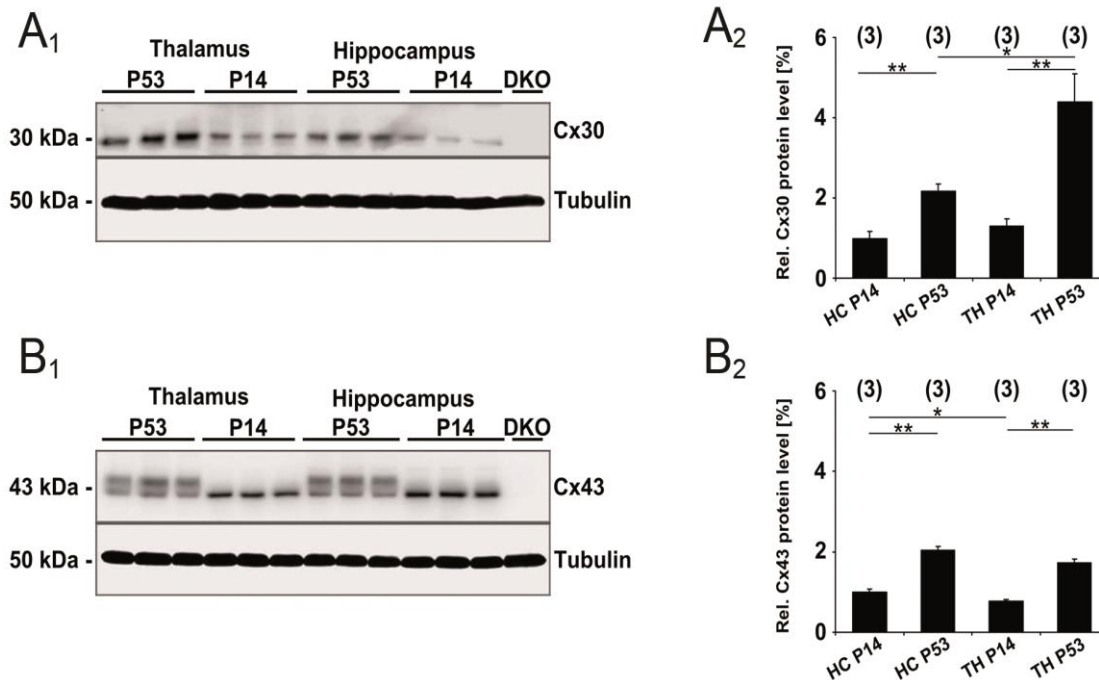 A1
Thalamus Hippocampus
P53 P14 P53 P14 DKO
30 kDa - Cx30
50 kDa - Tubulin
A2
Rel. Cx30 protein level [%]
6
4
2
0
(3) (3) (3) (3)
*
** **
HC P14 HC P53 TH P14 TH P53
B1
Thalamus Hippocampus
P53 P14 P53 P14 DKO
43 kDa - Cx43
50 kDa - Tubulin
B2
Rel. Cx43 protein level [%]
6
4
2
0
(3) (3) (3) (3)
*
** **
HC P14 HC P53 TH P14 TH P53